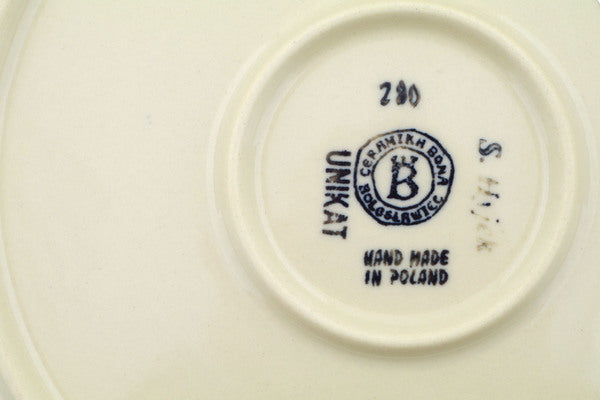 280
CERAMIKA BONA
BOLESŁAWIEC
B
UNIKAT
S.
HAND MADE
IN POLAND